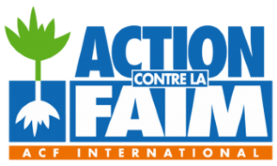 ACTION
CONTRE LA
FAIM
ACF INTERNATIONAL